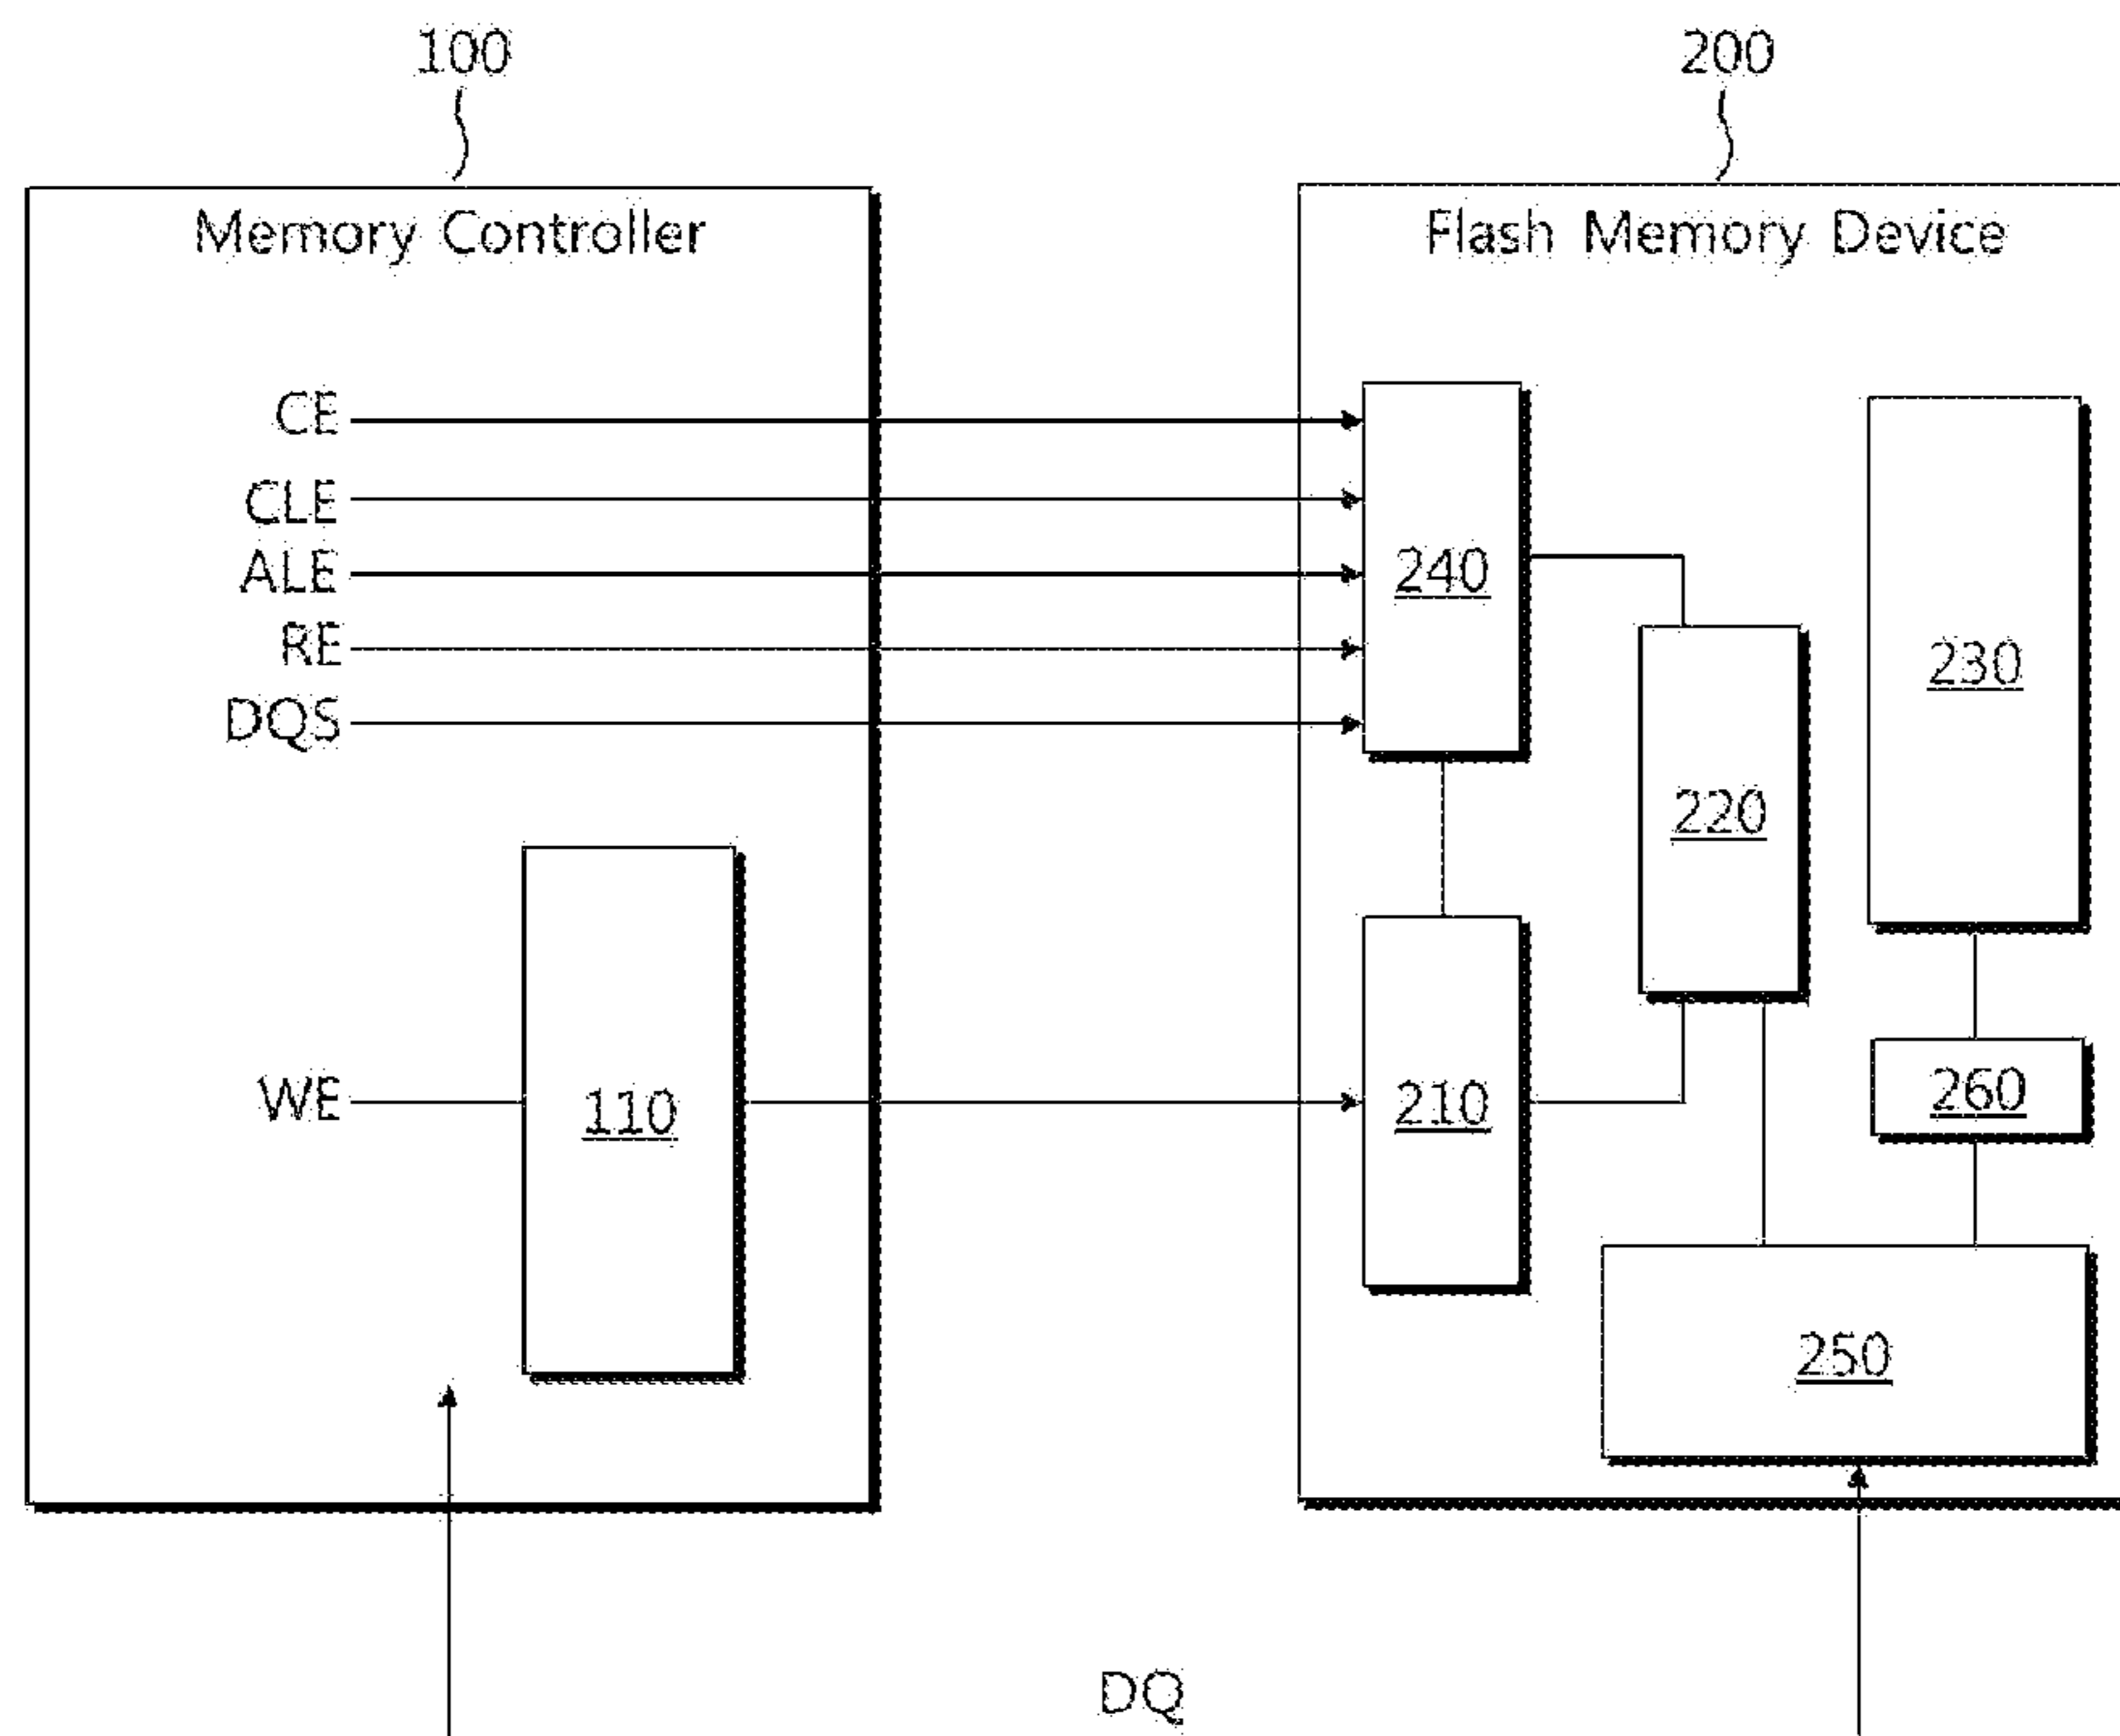 100
200
Memory Controller
Flash Memory Device
CE
CLE
ALE
RE
DQS
240
230
220
WE
110
210
260
250
DQ